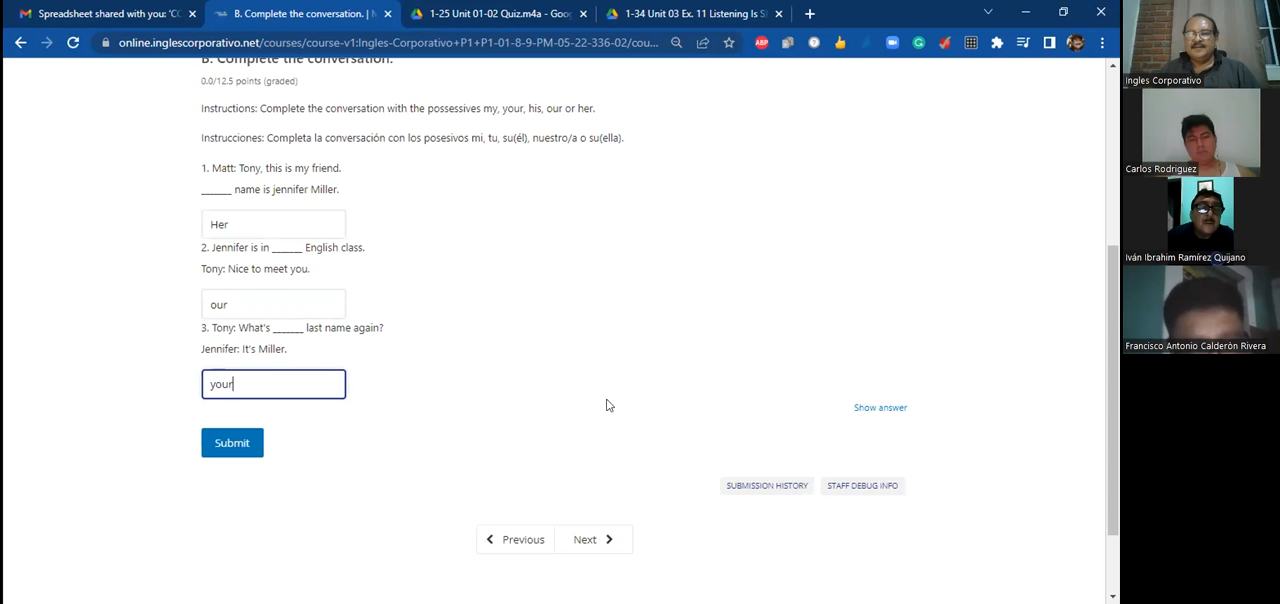 Spreadsheet shared with you: 'CC
B. Complete the conversation. |
1-25 Unit 01-02 Quiz.m4a - Goo
1-34 Unit 03 Ex. 11 Listening Is S
online.inglescorporativo.net/courses/course-v1:Ingles-Corporativo+P1+P1-01-8-9-PM-05-22-336-02/cou...
B. Complete the conversation.
0.0/12.5 points (graded)
Instructions: Complete the conversation with the possessives my, your, his, our or her.
Instrucciones: Completa la conversación con los posesivos mi, tu, su(él), nuestro/a o su(ella).
1. Matt: Tony, this is my friend.
______ name is jennifer Miller.
Her
2. Jennifer is in ______ English class.
Tony: Nice to meet you.
our
3. Tony: What's ______ last name again?
Jennifer: It's Miller.
your
Show answer
Submit
SUBMISSION HISTORY
STAFF DEBUG INFO
Previous
Next
Ingles Corporativo
Carlos Rodriguez
Iván Ibrahim Ramírez Quijano
Francisco Antonio Calderòn Rivera